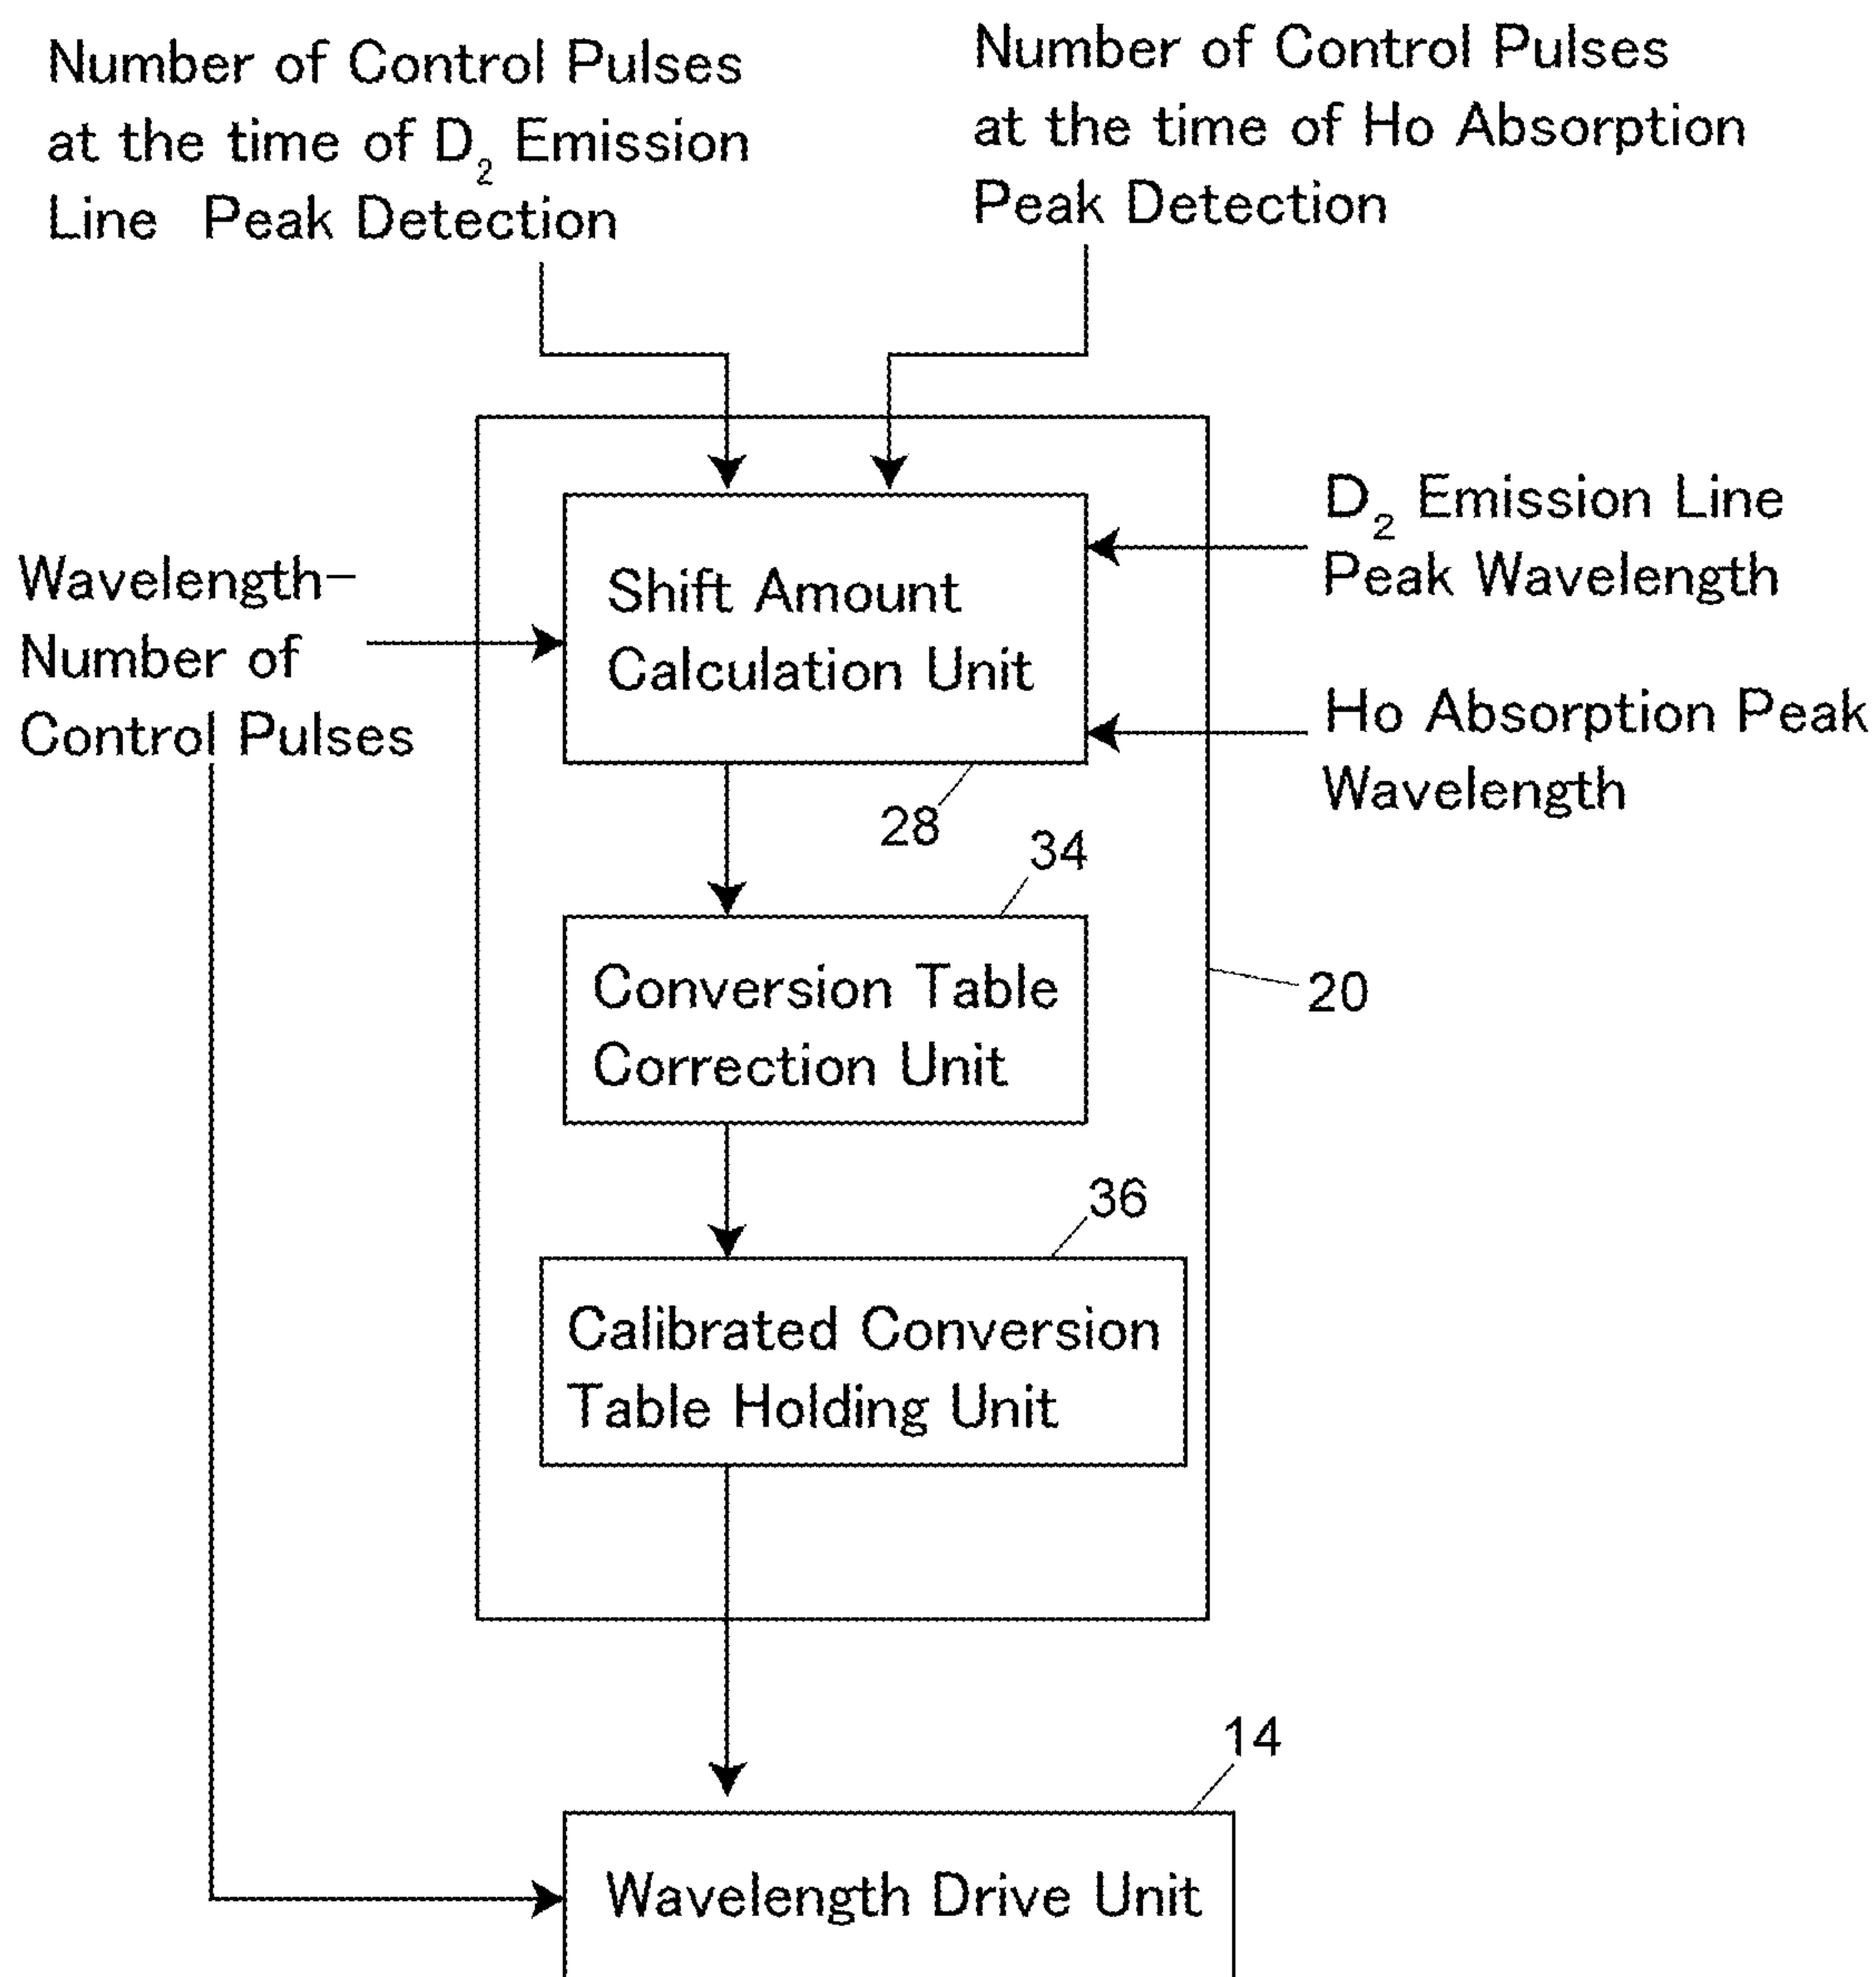 Number of Control Pulses
at the time of D₂ Emission
Line Peak Detection
Number of Control Pulses
at the time of Ho Absorption
Peak Detection
Wavelength-
Number of
Control Pulses
Shift Amount
Calculation Unit
D₂ Emission Line
Peak Wavelength
Ho Absorption Peak
Wavelength
28
34
Conversion Table
Correction Unit
20
36
Calibrated Conversion
Table Holding Unit
14
Wavelength Drive Unit